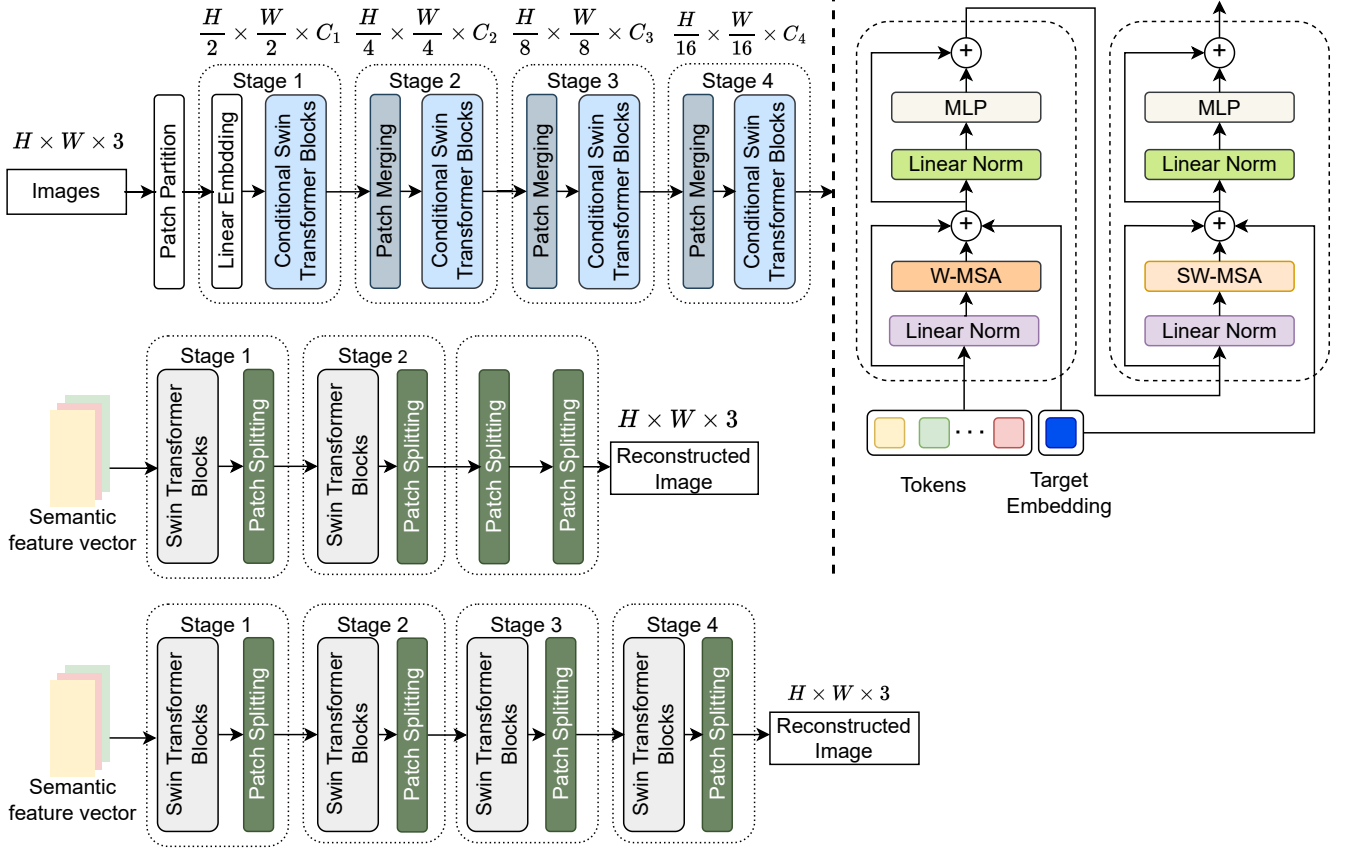 H/2 × W/2 × C₁
H/4 × W/4 × C₂
H/8 × W/8 × C₃
H/16 × W/16 × C₄
Stage 1
Stage 2
Stage 3
Stage 4
H × W × 3
Images
Patch Partition
Linear Embdding
Conditional Swin
Transformer Blocks
Patch Merging
Conditional Swin
Transformer Blocks
Patch Merging
Conditional Swin
Transformer Blocks
Patch Merging
Conditional Swin
Transformer Blocks
Stage 1
Stage 2
Semantic
feature vector
Swin Transformer
Blocks
Patch Splitting
Swin Transformer
Blocks
Patch Splitting
Patch Splitting
Patch Splitting
H × W × 3
Reconstructed
Image
Stage 1
Stage 2
Stage 3
Stage 4
Semantic
feature vector
Swin Transformer
Blocks
Patch Splitting
Swin Transformer
Blocks
Patch Splitting
Swin Transformer
Blocks
Patch Splitting
Swin Transformer
Blocks
Patch Splitting
H × W × 3
Reconstructed
Image
+
MLP
Linear Norm
+
W-MSA
Linear Norm
+
MLP
Linear Norm
+
SW-MSA
Linear Norm
···
Tokens
Target
Embedding